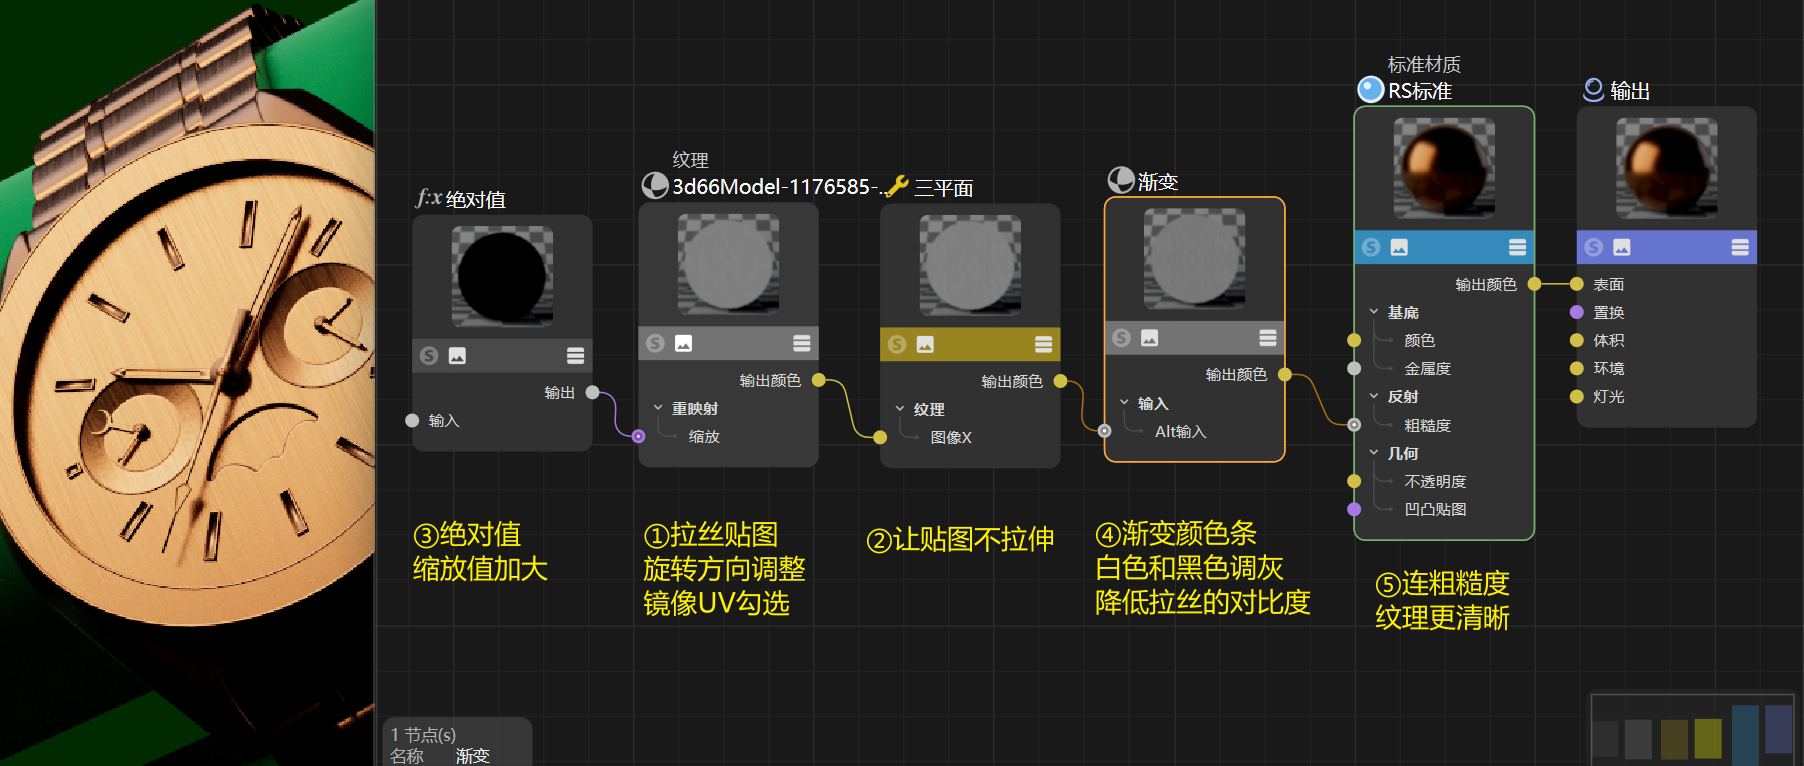 标准材质
RS标准
输出
纹理
3d66Model-1176585-...
三平面
渐变
f:x 绝对值
输出颜色
表面
基底
置换
颜色
体积
金属度
环境
反射
灯光
粗糙度
几何
不透明度
凹凸贴图
输出颜色
输入
Alt输入
输出颜色
纹理
图像X
输出颜色
重映射
缩放
输出
输入
③绝对值
缩放值加大
①拉丝贴图
旋转方向调整
镜像UV勾选
②让贴图不拉伸
④渐变颜色条
白色和黑色调灰
降低拉丝的对比度
⑤连粗糙度
纹理更清晰
1 节点(s)
名称 渐变